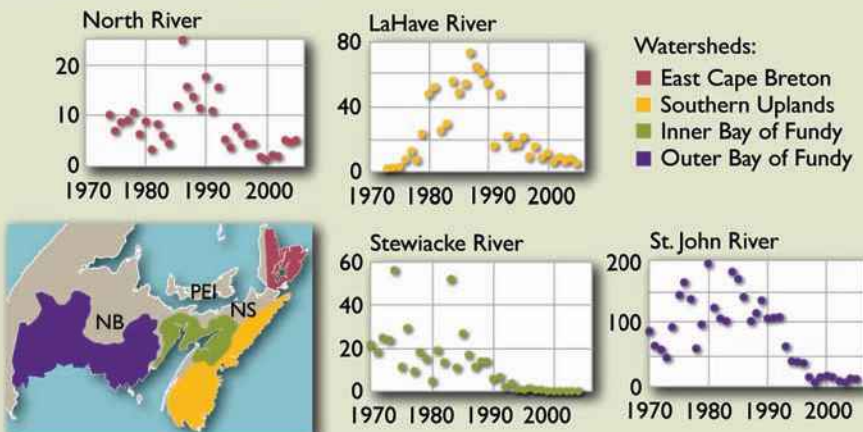 North River
20
10
0
1970 1980 1990 2000
LaHave River
80
40
0
1970 1980 1990 2000
Watersheds:
East Cape Breton
Southern Uplands
Inner Bay of Fundy
Outer Bay of Fundy
NB
PEI
NS
Stewiacke River
60
40
20
0
1970 1980 1990 2000
St. John River
200
100
0
1970 1980 1990 2000